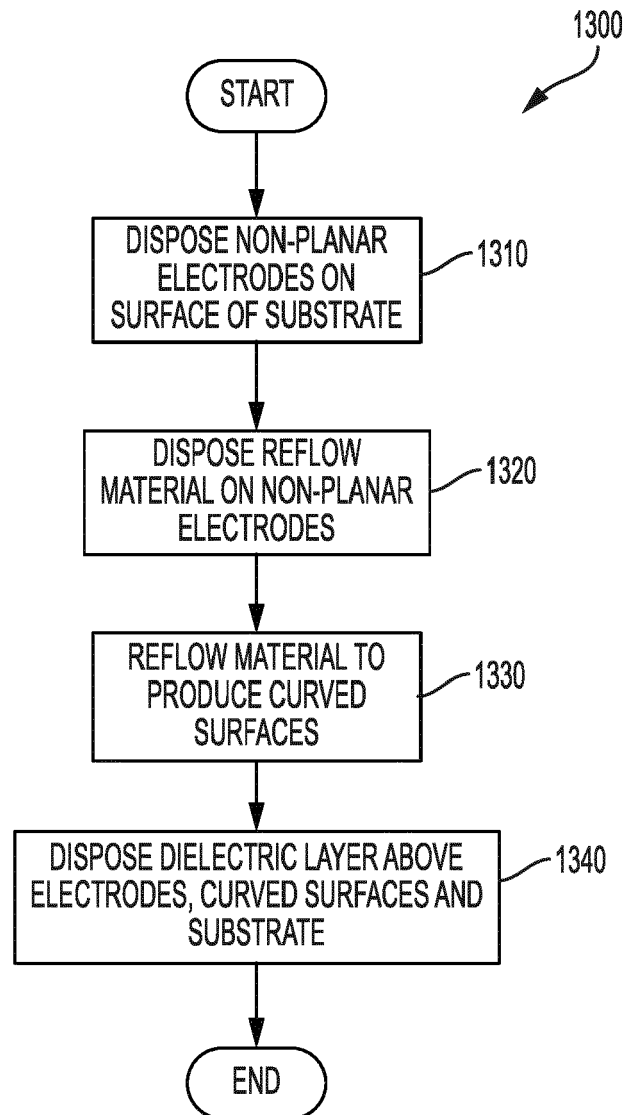 1300
START
DISPOSE NON-PLANAR
ELECTRODES ON
SURFACE OF SUBSTRATE
1310
DISPOSE REFLOW
MATERIAL ON NON-PLANAR
ELECTRODES
1320
REFLOW MATERIAL TO
PRODUCE CURVED
SURFACES
1330
DISPOSE DIELECTRIC LAYER ABOVE
ELECTRODES, CURVED SURFACES AND
SUBSTRATE
1340
END